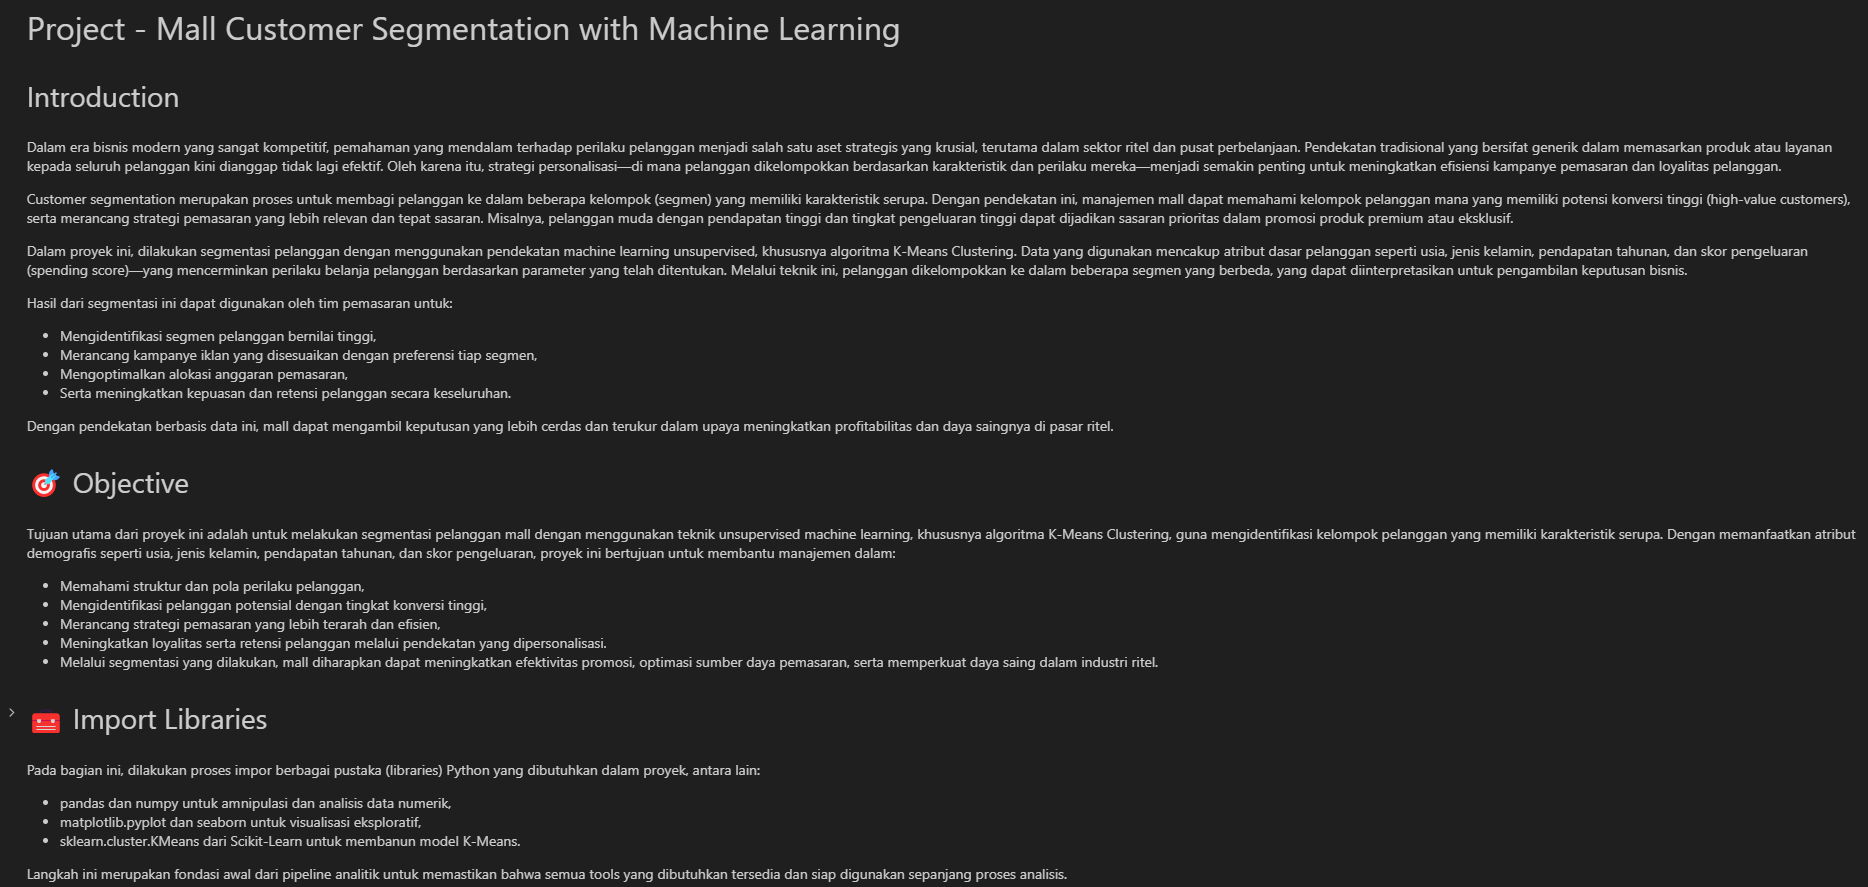 Project - Mall Customer Segmentation with Machine Learning
Introduction
Dalam era bisnis modern yang sangat kompetitif, pemahaman yang mendalam terhadap perilaku pelanggan menjadi salah satu aset strategis yang krusial, terutama dalam sektor ritel dan pusat perbelanjaan. Pendekatan tradisional yang bersifat generik dalam memasarkan produk atau layanan
kepada seluruh pelanggan kini dianggap tidak lagi efektif. Oleh karena itu, strategi personalisasi—di mana pelanggan dikelompokkan berdasarkan karakteristik dan perilaku mereka—menjadi semakin penting untuk meningkatkan efisiensi kampanye pemasaran dan loyalitas pelanggan.
Customer segmentation merupakan proses untuk membagi pelanggan ke dalam beberapa kelompok (segmen) yang memiliki karakteristik serupa. Dengan pendekatan ini, manajemen mall dapat memahami kelompok pelanggan mana yang memiliki potensi konversi tinggi (high-value customers),
serta merancang strategi pemasaran yang lebih relevan dan tepat sasaran. Misalnya, pelanggan muda dengan pendapatan tinggi dan tingkat pengeluaran tinggi dapat dijadikan sasaran prioritas dalam promosi produk premium atau eksklusif.
Dalam proyek ini, dilakukan segmentasi pelanggan dengan menggunakan pendekatan machine learning unsupervised, khususnya algoritma K-Means Clustering. Data yang digunakan mencakup atribut dasar pelanggan seperti usia, jenis kelamin, pendapatan tahunan, dan skor pengeluaran
(spending score)—yang mencerminkan perilaku belanja pelanggan berdasarkan parameter yang telah ditentukan. Melalui teknik ini, pelanggan dikelompokkan ke dalam beberapa segmen yang berbeda, yang dapat diinterpretasikan untuk pengambilan keputusan bisnis.
Hasil dari segmentasi ini dapat digunakan oleh tim pemasaran untuk:
• Mengidentifikasi segmen pelanggan bernilai tinggi,
• Merancang kampanye iklan yang disesuaikan dengan preferensi tiap segmen,
• Mengoptimalkan alokasi anggaran pemasaran,
• Serta meningkatkan kepuasan dan retensi pelanggan secara keseluruhan.
Dengan pendekatan berbasis data ini, mall dapat mengambil keputusan yang lebih cerdas dan terukur dalam upaya meningkatkan profitabilitas dan daya saingnya di pasar ritel.
🎯 Objective
Tujuan utama dari proyek ini adalah untuk melakukan segmentasi pelanggan mall dengan menggunakan teknik unsupervised machine learning, khususnya algoritma K-Means Clustering, guna mengidentifikasi kelompok pelanggan yang memiliki karakteristik serupa. Dengan memanfaatkan atribut
demografis seperti usia, jenis kelamin, pendapatan tahunan, dan skor pengeluaran, proyek ini bertujuan untuk membantu manajemen dalam:
• Memahami struktur dan pola perilaku pelanggan,
• Mengidentifikasi pelanggan potensial dengan tingkat konversi tinggi,
• Merancang strategi pemasaran yang lebih terarah dan efisien,
• Meningkatkan loyalitas serta retensi pelanggan melalui pendekatan yang dipersonalisasi.
• Melalui segmentasi yang dilakukan, mall diharapkan dapat meningkatkan efektivitas promosi, optimasi sumber daya pemasaran, serta memperkuat daya saing dalam industri ritel.
🧰 Import Libraries
Pada bagian ini, dilakukan proses impor berbagai pustaka (libraries) Python yang dibutuhkan dalam proyek, antara lain:
• pandas dan numpy untuk amnipulasi dan analisis data numerik,
• matplotlib.pyplot dan seaborn untuk visualisasi eksploratif,
• sklearn.cluster.KMeans dari Scikit-Learn untuk membanun model K-Means.
Langkah ini merupakan fondasi awal dari pipeline analitik untuk memastikan bahwa semua tools yang dibutuhkan tersedia dan siap digunakan sepanjang proses analisis.